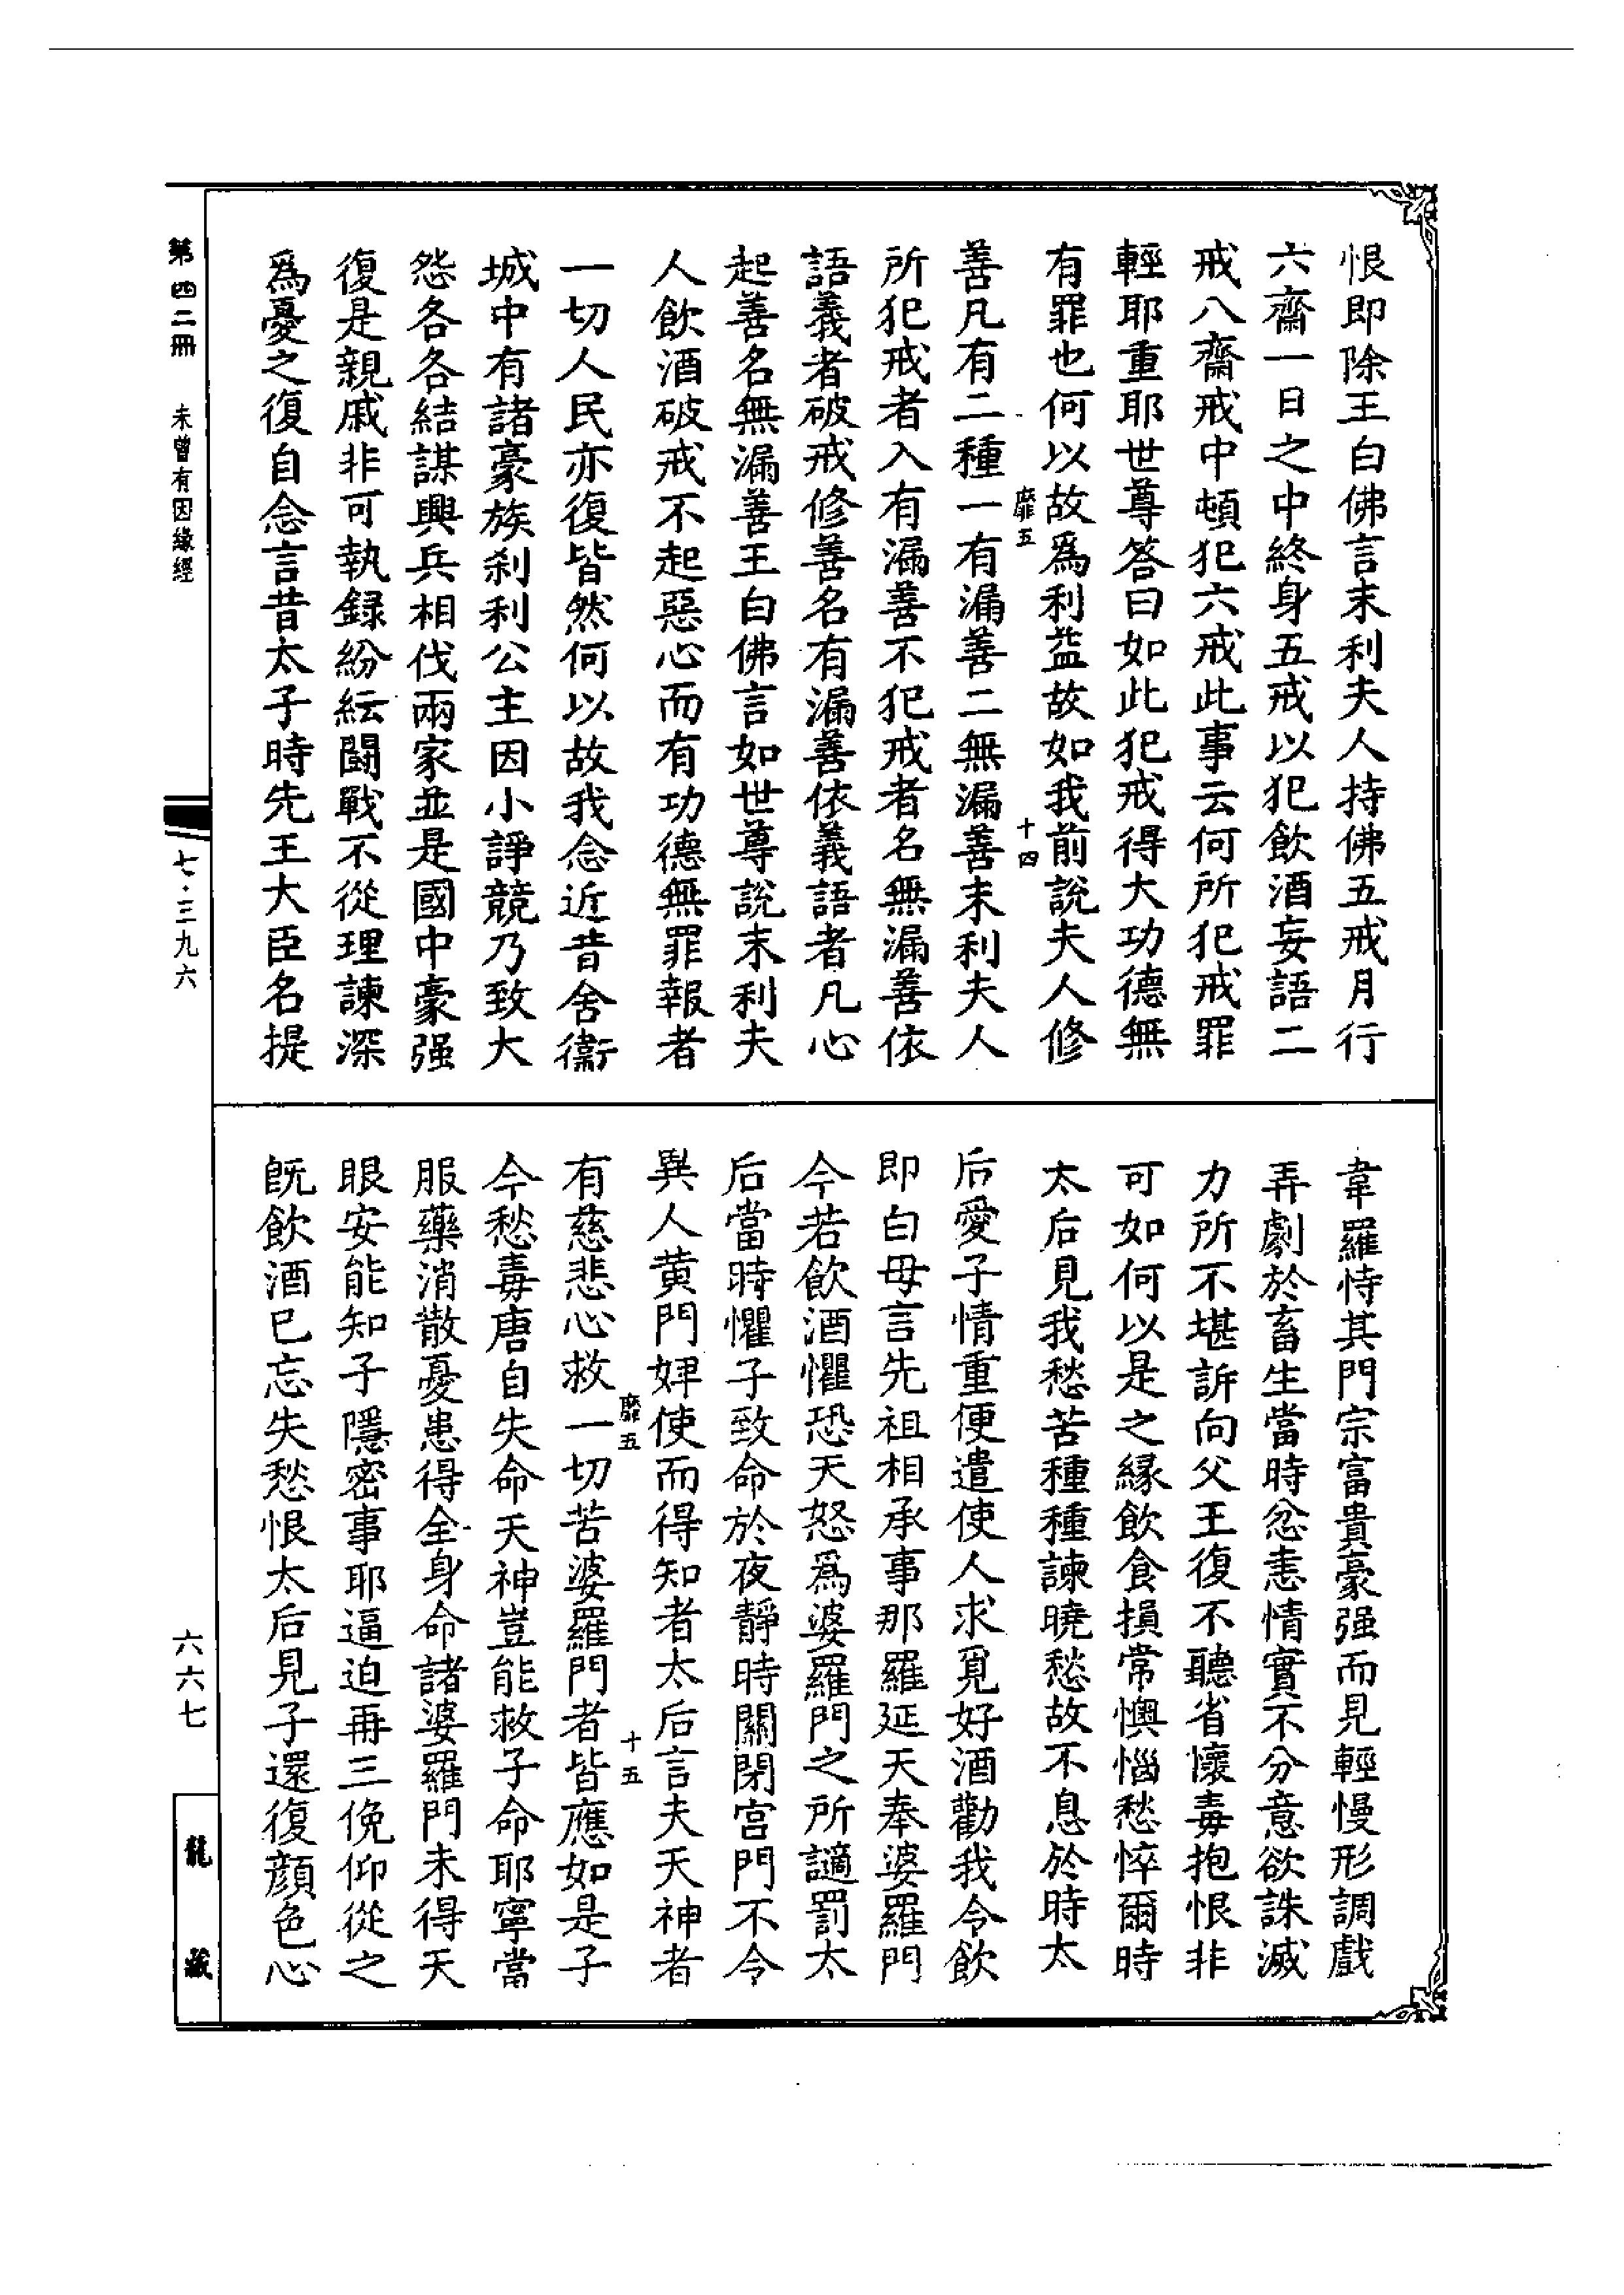 恨即除王白佛言末利夫人持佛五戒月行
六齋一日之中終身五戒以犯飲酒妄語二
戒八齋戒中頓犯六戒此事云何所犯戒罪
輕耶重耶世尊答曰如此犯戒得大功德無
有罪也何以故爲利益故如我前說夫人修
靡五
十四
善凡有二種一有漏善二無漏善末利夫人
所犯戒者入有漏善不犯戒者名無漏善依
語義者破戒修善名有漏善依義語者凡心
起善名無漏善王白佛言如世尊說末利夫
人飲酒破戒不起惡心而有功德無罪報者
一切人民亦復皆然何以故我念近昔舍衞
城中有諸豪族刹利公主因小諍競乃致大
怨各各結謀興兵相伐兩家並是國中豪强
復是親戚非可執録紛紜鬪戰不從理諫深
爲憂之復自念言昔太子時先王大臣名提
韋羅恃其門宗富貴豪强而見輕慢形調戲
弄劇於畜生當時忿恚情實不分意欲誅滅
力所不堪訴向父王復不聽省懷毒抱恨非
可如何以是之縁飲食損常懊惱愁悴爾時
太后見我愁苦種種諫曉愁故不息於時太
后愛子情重便遣使人求覓好酒勸我令飲
即白母言先祖相承事那羅延天奉婆羅門
今若飲酒懼恐天怒爲婆羅門之所讁罰太
后當時懼子致命於夜靜時關閉宮門不令
異人黄門婢使而得知者太后言夫天神者
靡五
十五
有慈悲心救一切苦婆羅門者皆應如是子
今愁毒唐自失命天神豈能救子命耶寧當
服藥消散憂患得全身命諸婆羅門未得天
眼安能知子隱密事耶逼迫再三俛仰從之
旣飲酒已忘失愁恨太后見子還復顔色心
第四二冊 未曾有因緣經
七·三九六
六六七
龍藏